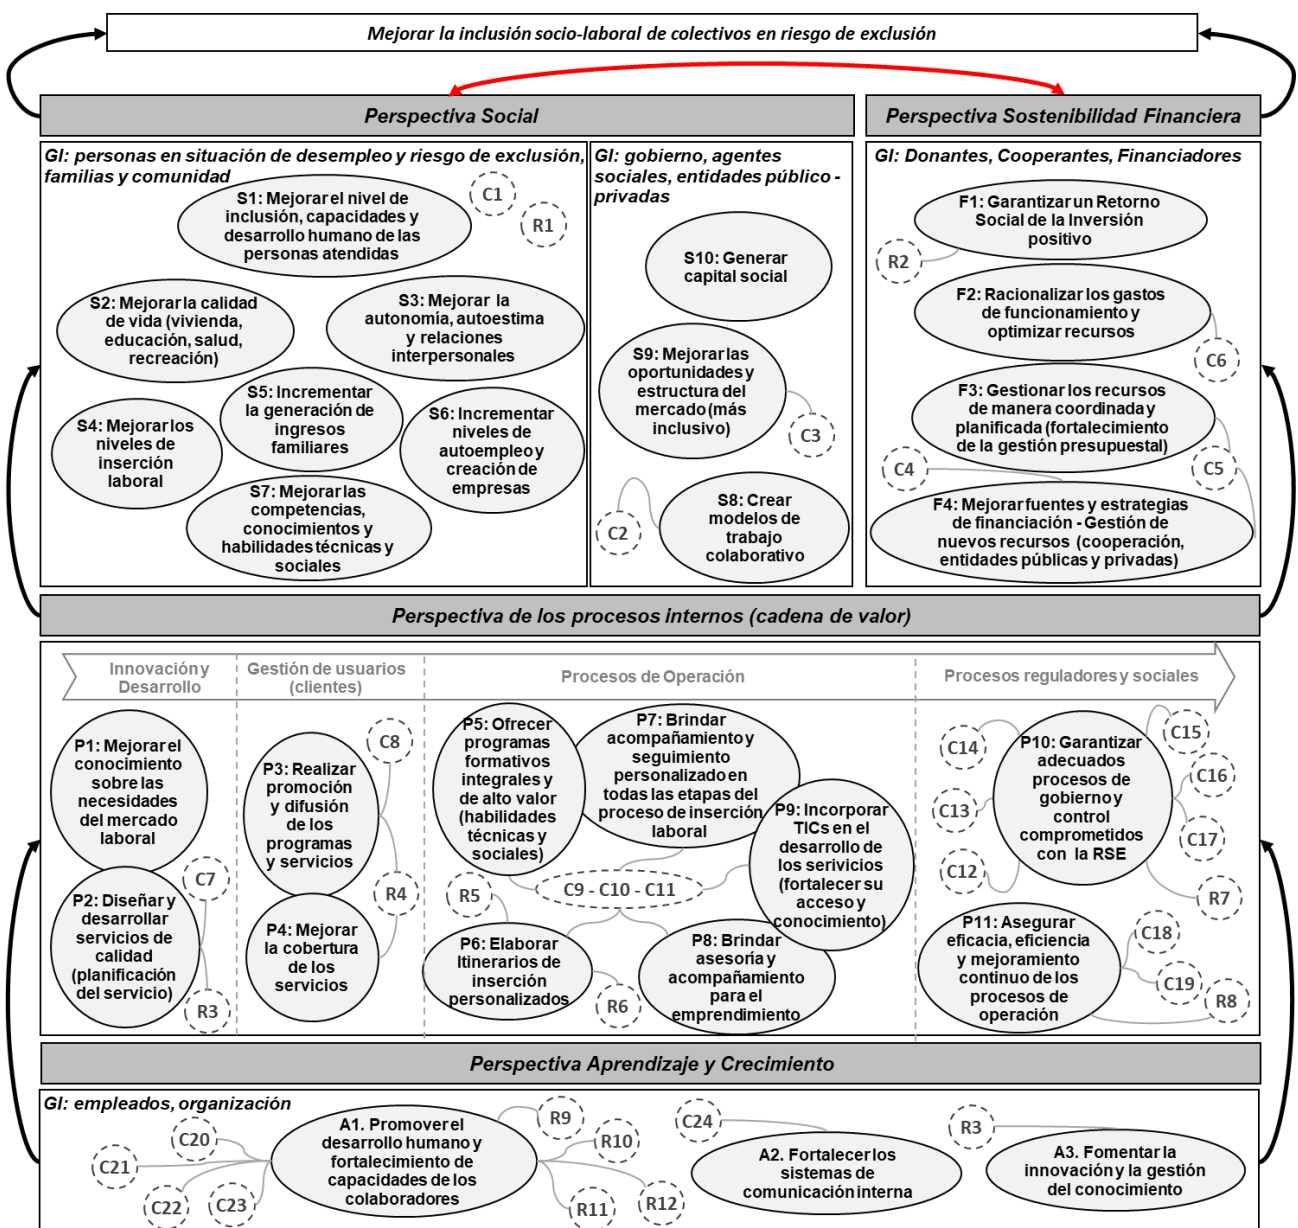 Mejorar la inclusión socio-laboral de colectivos en riesgo de exclusión
Perspectiva Social
Perspectiva Sostenibilidad Financiera
GI: personas en situación de desempleo y riesgo de exclusión,
familias y comunidad
S1: Mejorar el nivel de
inclusión, capacidades y
desarrollo humano de las
personas atendidas
C1
R1
S2: Mejorar la calidad
de vida (vivienda,
educación, salud,
recreación)
S3: Mejorar la
autonomía, autoestima
y relaciones
interpersonales
S4: Mejorar los
niveles de
inserción
laboral
S5: Incrementar
la generación de
ingresos
familiares
S6: Incrementar
niveles de
autoempleo y
creación de
empresas
S7: Mejorar las
competencias,
conocimientos y
habilidades técnicas y
sociales
GI: gobierno, agentes
sociales, entidades público -
privadas
S10: Generar
capital social
S9: Mejorar las
oportunidades y
estructura del
mercado (más
inclusivo)
C3
C2
S8: Crear
modelos de
trabajo
colaborativo
GI: Donantes, Cooperantes, Financiadores
F1: Garantizar un Retorno
Social de la Inversión
positivo
R2
F2: Racionalizar los gastos
de funcionamiento y
optimizar recursos
C6
F3: Gestionar los recursos
de manera coordinada y
planificada (fortalecimiento
de la gestión presupuestal)
C4
C5
F4: Mejorar fuentes y estrategias
de financiación - Gestión de
nuevos recursos (cooperación,
entidades públicas y privadas)
Perspectiva de los procesos internos (cadena de valor)
Innovación y
Desarrollo
Gestión de usuarios
(clientes)
Procesos de Operación
Procesos reguladores y sociales
P1: Mejorar el
conocimiento
sobre las
necesidades
del mercado
laboral
C7
P2: Diseñar y
desarrollar
servicios de
calidad
(planificación
del servicio)
R3
C8
P3: Realizar
promoción
y difusión
de los
programas
y servicios
R4
P4: Mejorar
la cobertura
de los
servicios
P5: Ofrecer
programas
formativos
integrales y
de alto valor
(habilidades
técnicas y
sociales)
P7: Brindar
acompañamiento y
seguimiento
personalizado en
todas las etapas del
proceso de inserción
laboral
P9: Incorporar
TICs en el
desarrollo de
los serivicios
(fortalecer su
acceso y
conocimiento)
R5
C9 - C10 - C11
P6: Elaborar
Itinerarios de
inserción
personalizados
R6
P8: Brindar
asesoría y
acompañamiento
para el
emprendimiento
C14
C13
C12
P10: Garantizar
adecuados
procesos de
gobierno y
control
comprometidos
con la RSE
C15
C16
C17
R7
P11: Asegurar
eficacia, eficiencia
y mejoramiento
continuo de los
procesos de
operación
C18
C19
R8
Perspectiva Aprendizaje y Crecimiento
GI: empleados, organización
C20
C21
C22
C23
A1. Promover el
desarrollo humano y
fortalecimiento de
capacidades de los
colaboradores
R9
R10
R11
R12
C24
A2. Fortalecer los
sistemas de
comunicación interna
R3
A3. Fomentar la
innovación y la gestión
del conocimiento